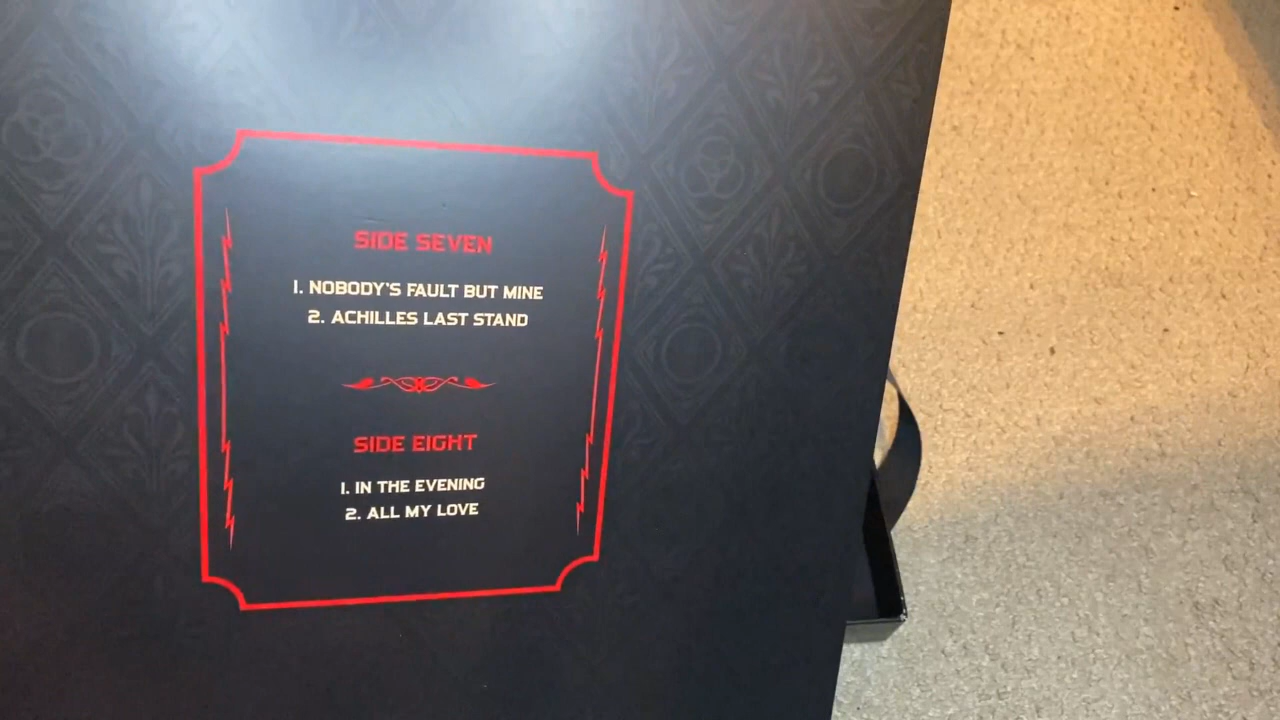 SIDE SEVEN
1. NOBODY'S FAULT BUT MINE
2. ACHILLES LAST STAND
SIDE EIGHT
1. IN THE EVENING
2. ALL MY LOVE